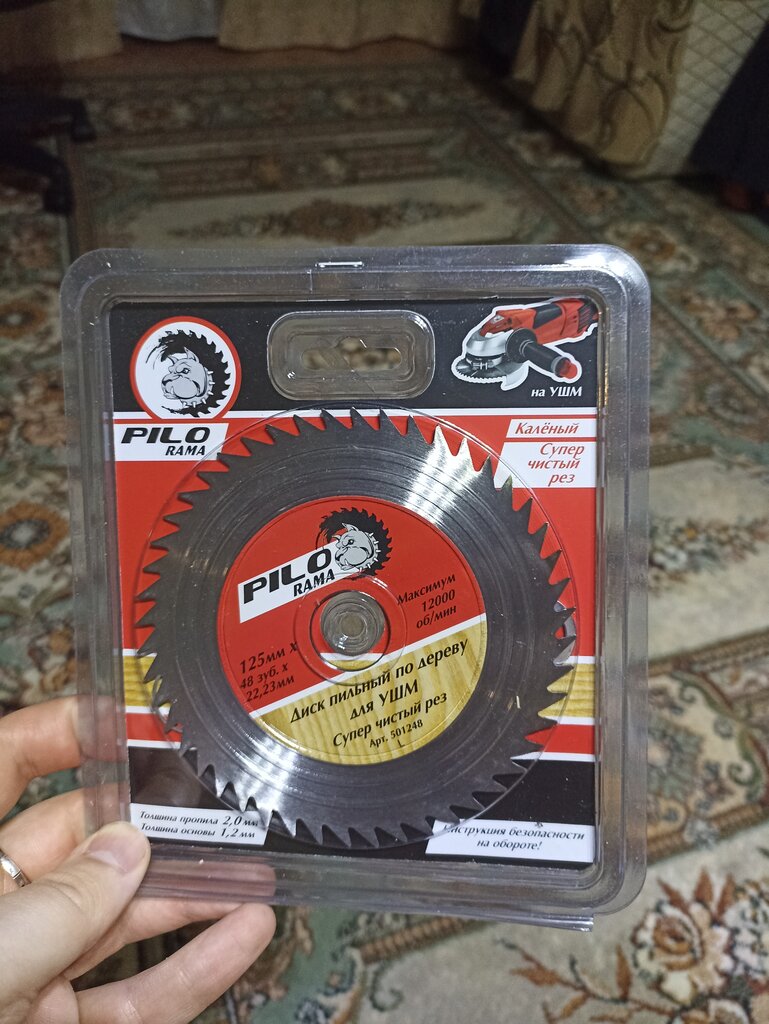 на УШМ
PILO
RAMA
Калёный
Супер
чистый
рез
PILO
RAMA
Максимум
12000
об/мин
125мм х
48 зуб. х
22,23мм
Диск пильный по дереву
для УШМ
Супер чистый рез
Арт. 501248
Толщина пропила 2,0 мм
Толщина основы 1,2 мм
безопасности
на обороте!